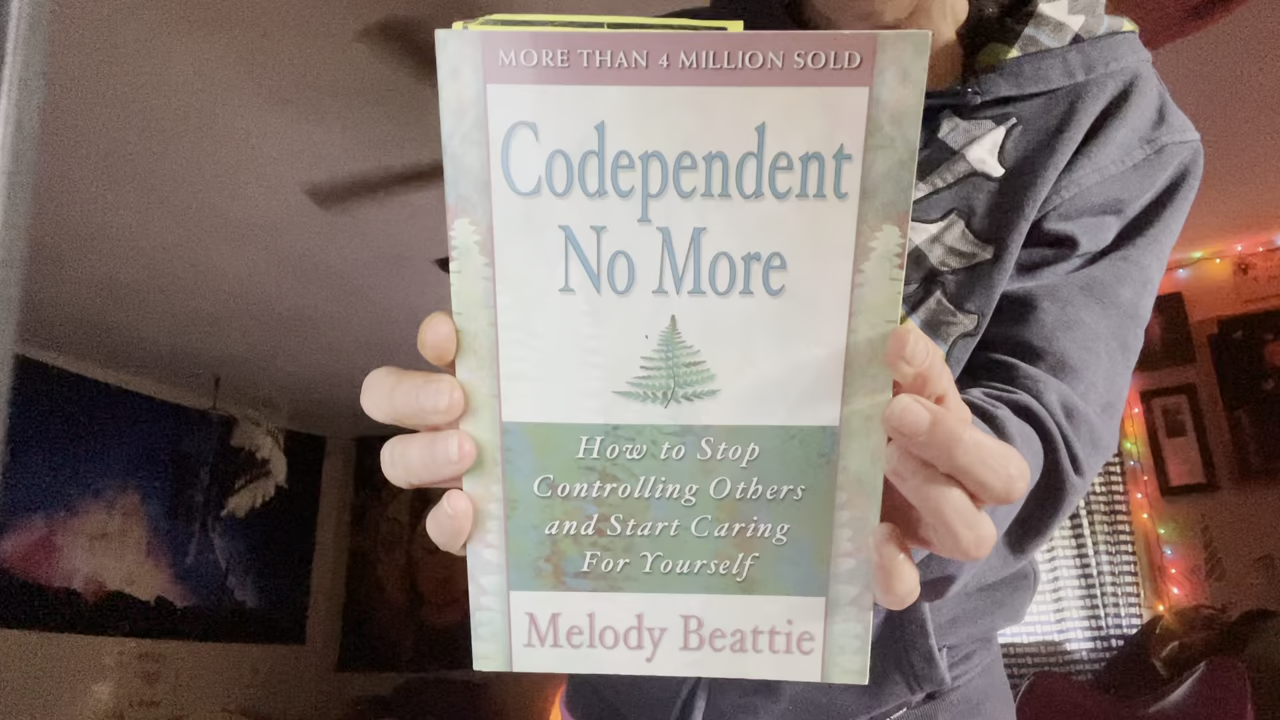 MORE THAN 4 MILLION SOLD
Codependent
No More
How to Stop
Controlling Others
and Start Caring
For Yourself
Melody Beattie